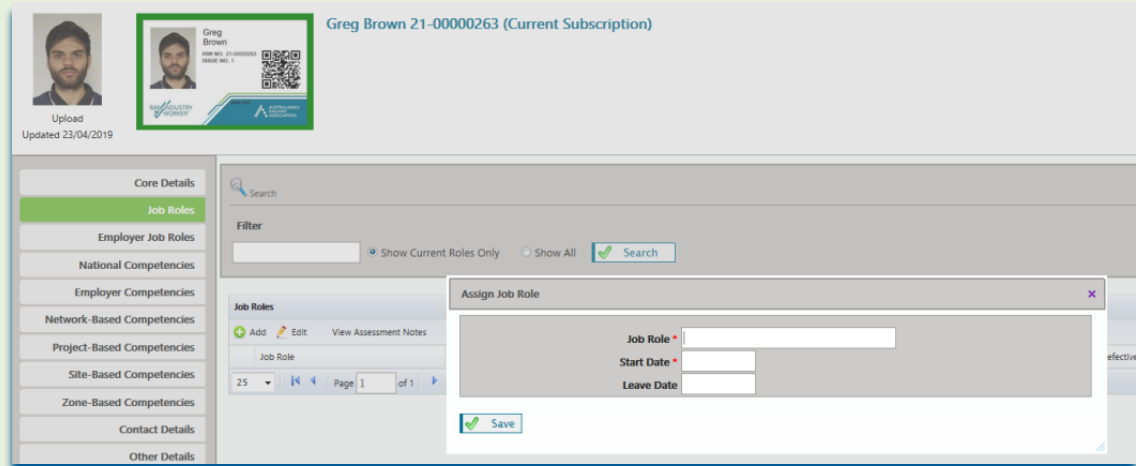 Greg Brown 21-00000263 (Current Subscription)
Greg
Brown
RIW NO. 21-00000263
ISSUE NO. 1
RAIL INDUSTRY
WORKER
AUSTRALASIAN
RAILWAY
ASSOCIATION
Upload
Updated 23/04/2019
Core Details
Job Roles
Employer Job Roles
National Competencies
Employer Competencies
Network-Based Competencies
Project-Based Competencies
Site-Based Competencies
Zone-Based Competencies
Contact Details
Other Details
Search
Filter
Show Current Roles Only Show All Search
Job Roles
Add Edit View Assessment Notes
Job Role
25 Page 1 of 1
Assign Job Role x
Job Role *
Start Date *
Leave Date
Save